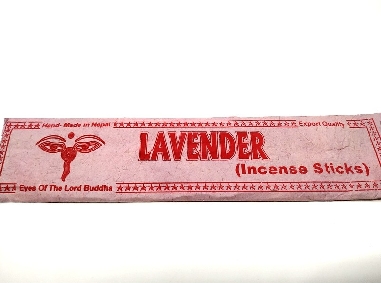 Hand- Made in Nepal Export Quality
LAVENDER
(Incense Sticks)
Eyes Of The Lord Buddha